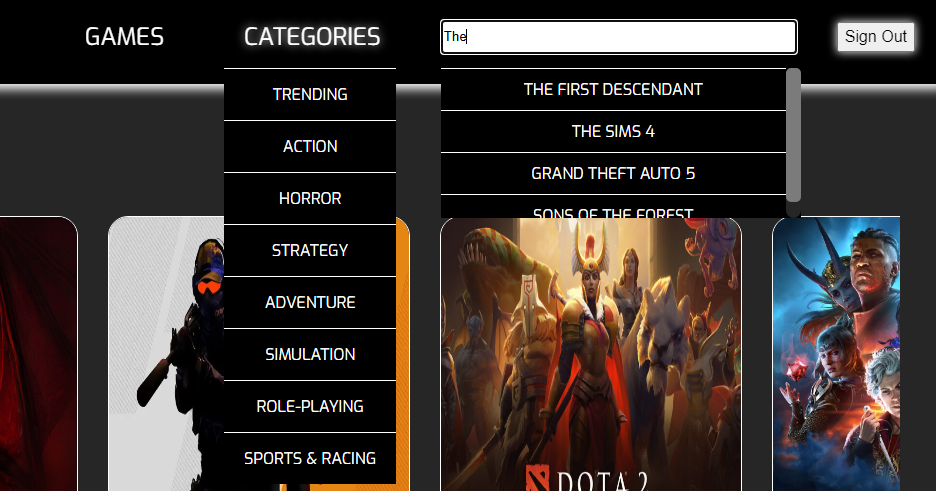 GAMES
CATEGORIES
The
Sign Out
TRENDING
ACTION
HORROR
STRATEGY
ADVENTURE
SIMULATION
ROLE-PLAYING
SPORTS & RACING
THE FIRST DESCENDANT
THE SIMS 4
GRAND THEFT AUTO 5
SONS OF THE FOREST
DOTA 2